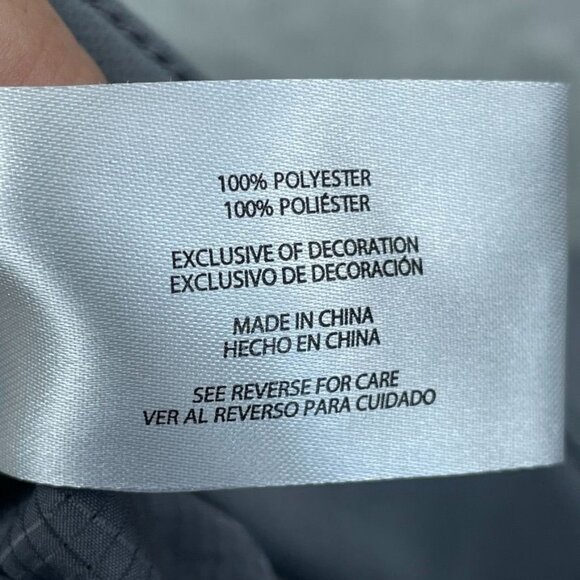 100% POLYESTER
100% POLIÉSTER
EXCLUSIVE OF DECORATION
EXCLUSIVO DE DECORACIÓN
MADE IN CHINA
HECHO EN CHINA
SEE REVERSE FOR CARE
VER AL REVERSO PARA CUIDADO